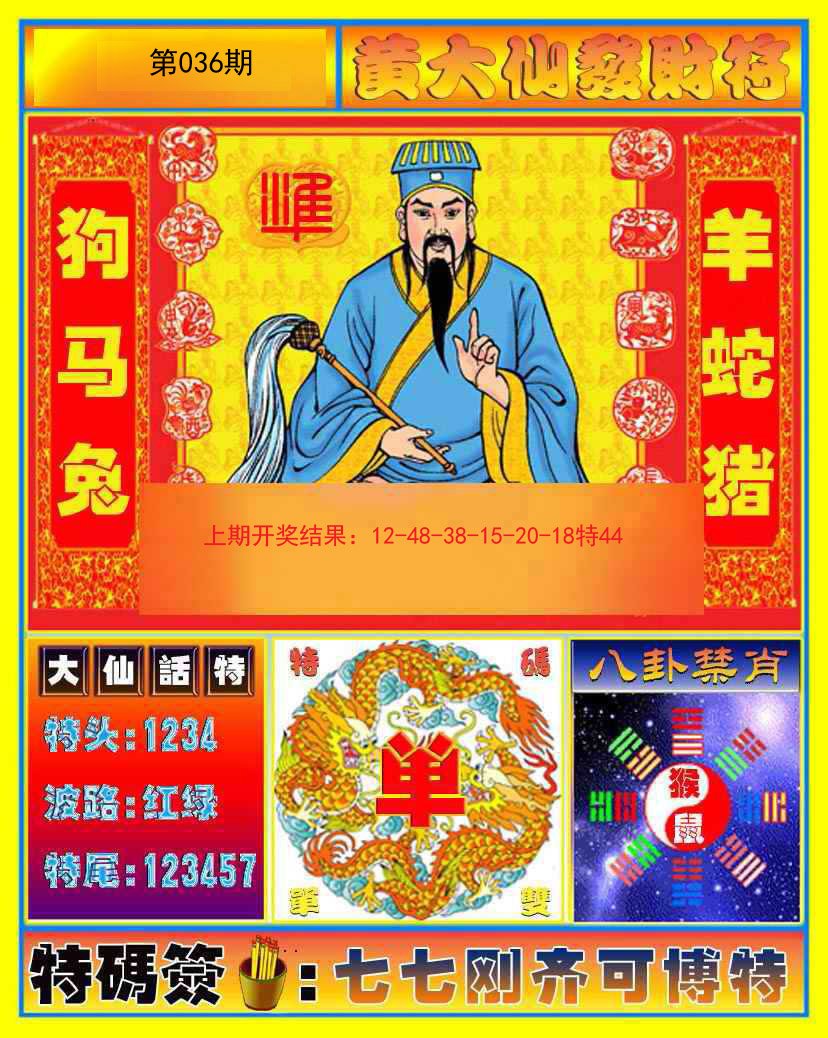 第036期
黄大仙發財符
準
狗
马
兔
羊
蛇
猪
上期开奖结果：12-48-38-15-20-18特44
大仙話特
特头:1234
波路:红绿
特尾:123457
特碼
单
單雙
八卦禁肖
猴
鼠
特碼簽:七七刚齐可博特